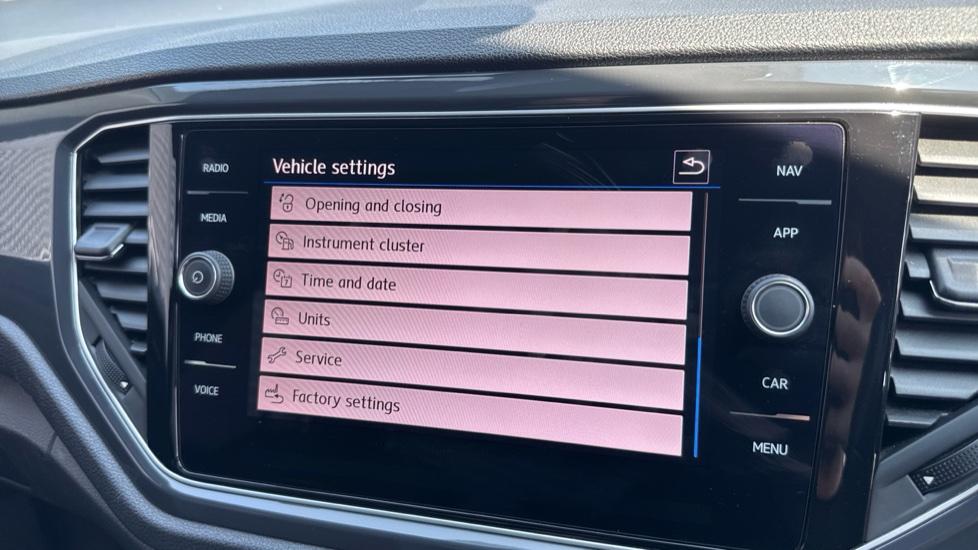 Vehicle settings
RADIO
MEDIA
PHONE
VOICE
Opening and closing
Instrument cluster
Time and date
7
Units
Service
Factory settings
NAV
APP
CAR
MENU